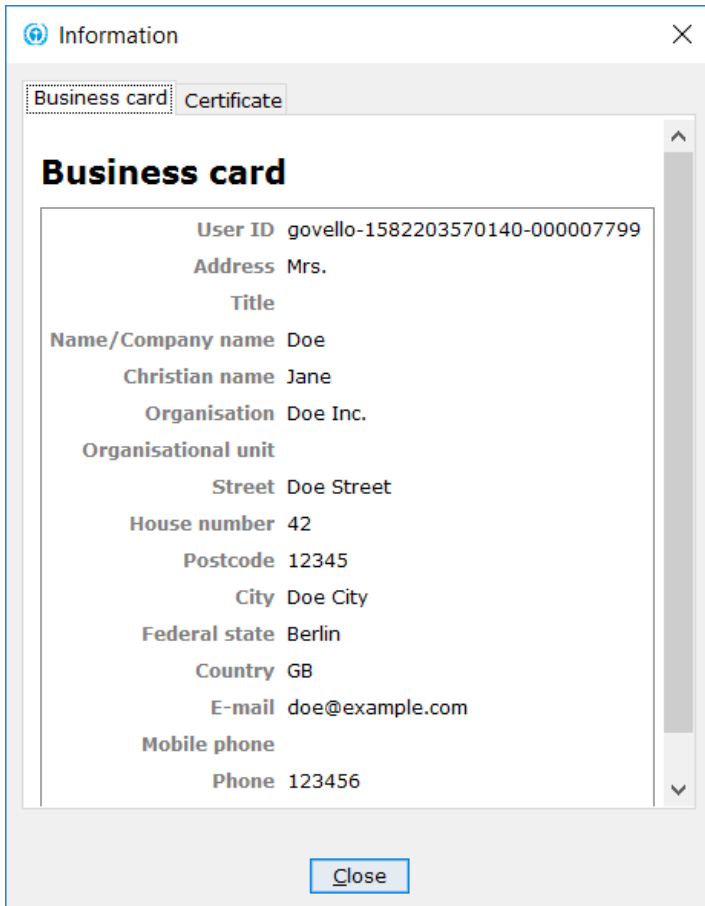 Information
Business card Certificate
Business card
User ID govello-1582203570140-000007799
Address Mrs.
Title
Name/Company name Doe
Christian name Jane
Organisation Doe Inc.
Organisational unit
Street Doe Street
House number 42
Postcode 12345
City Doe City
Federal state Berlin
Country GB
E-mail doe@example.com
Mobile phone
Phone 123456
Close